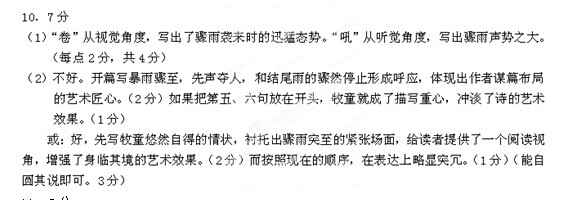 10．7分
（1）“卷”从视觉角度，写出了骤雨袭来时的迅猛态势。“吼”从听觉角度，写出骤雨声势之大。
（每点2分，共4分）
（2）不好。开篇写暴雨骤至，先声夺人，和结尾雨的骤然停止形成呼应，体现出作者谋篇布局
的艺术匠心。（2分）如果把第五、六句放在开头，牧童就成了描写重心，冲淡了诗的艺术
效果。（1分）
或：好，先写牧童悠然自得的情状，衬托出骤雨突至的紧张场面，给读者提供了一个阅读视
角，增强了身临其境的艺术效果。（2分）而按照现在的顺序，在表达上略显突兀。（1分）（能自
圆其说即可。3分）